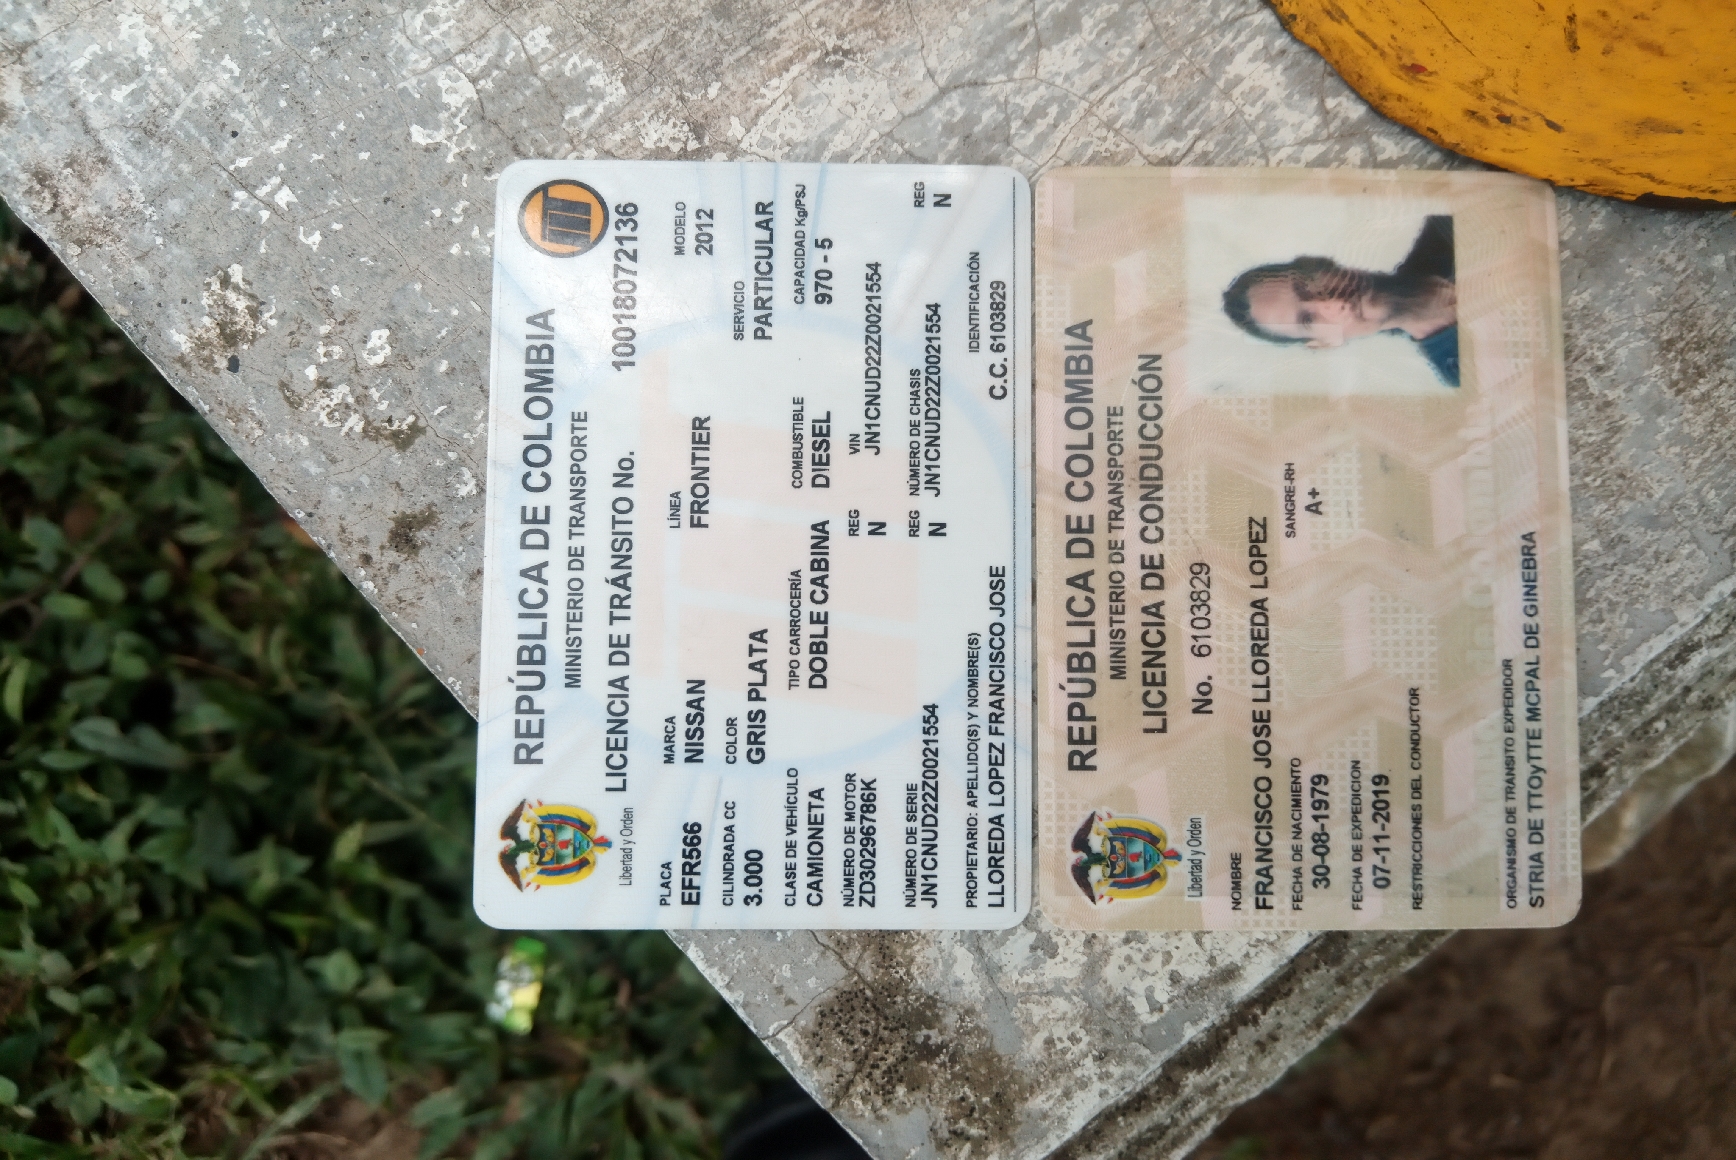 REPÚBLICA DE COLOMBIA
MINISTERIO DE TRANSPORTE
Libertad y Orden
LICENCIA DE TRÁNSITO No. 10018072136
PLACA MARCA LÍNEA MODELO
EFR566 NISSAN FRONTIER 2012
CILINDRADA CC COLOR SERVICIO
3.000 GRIS PLATA PARTICULAR
CLASE DE VEHÍCULO TIPO CARROCERÍA COMBUSTIBLE CAPACIDAD Kg/PSJ
CAMIONETA DOBLE CABINA DIESEL 970 - 5
NÚMERO DE MOTOR REG VIN
ZD30296786K N JN1CNUD22Z0021554
NÚMERO DE SERIE REG NÚMERO DE CHASIS REG
JN1CNUD22Z0021554 N JN1CNUD22Z0021554 N
PROPIETARIO: APELLIDO(S) Y NOMBRE(S) IDENTIFICACIÓN
LLOREDA LOPEZ FRANCISCO JOSE C.C. 6103829
REPÚBLICA DE COLOMBIA
MINISTERIO DE TRANSPORTE
LICENCIA DE CONDUCCIÓN
Libertad y Orden
No. 6103829
NOMBRE
FRANCISCO JOSE LLOREDA LOPEZ
FECHA DE NACIMIENTO SANGRE-RH
30-08-1979 A+
FECHA DE EXPEDICION
07-11-2019
RESTRICCIONES DEL CONDUCTOR
ORGANISMO DE TRANSITO EXPEDIDOR
STRIA DE TTOyTTE MCPAL DE GINEBRA